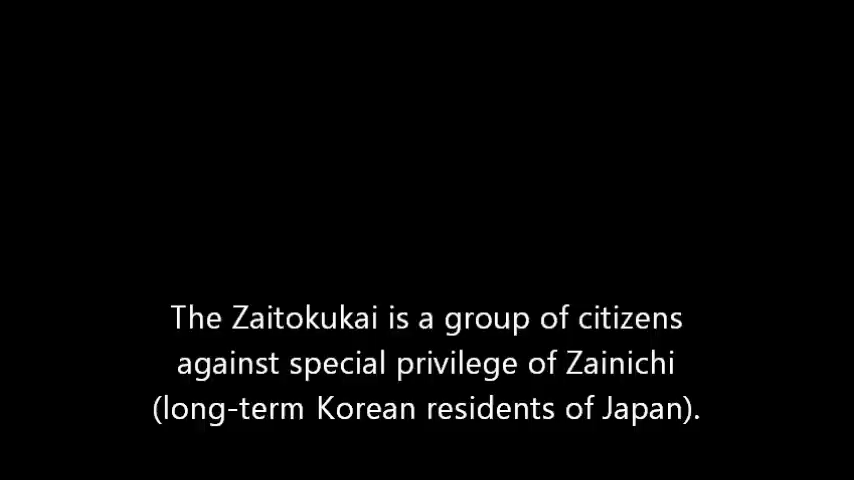 The Zaitokukai is a group of citizens
against special privilege of Zainichi
(long-term Korean residents of Japan).